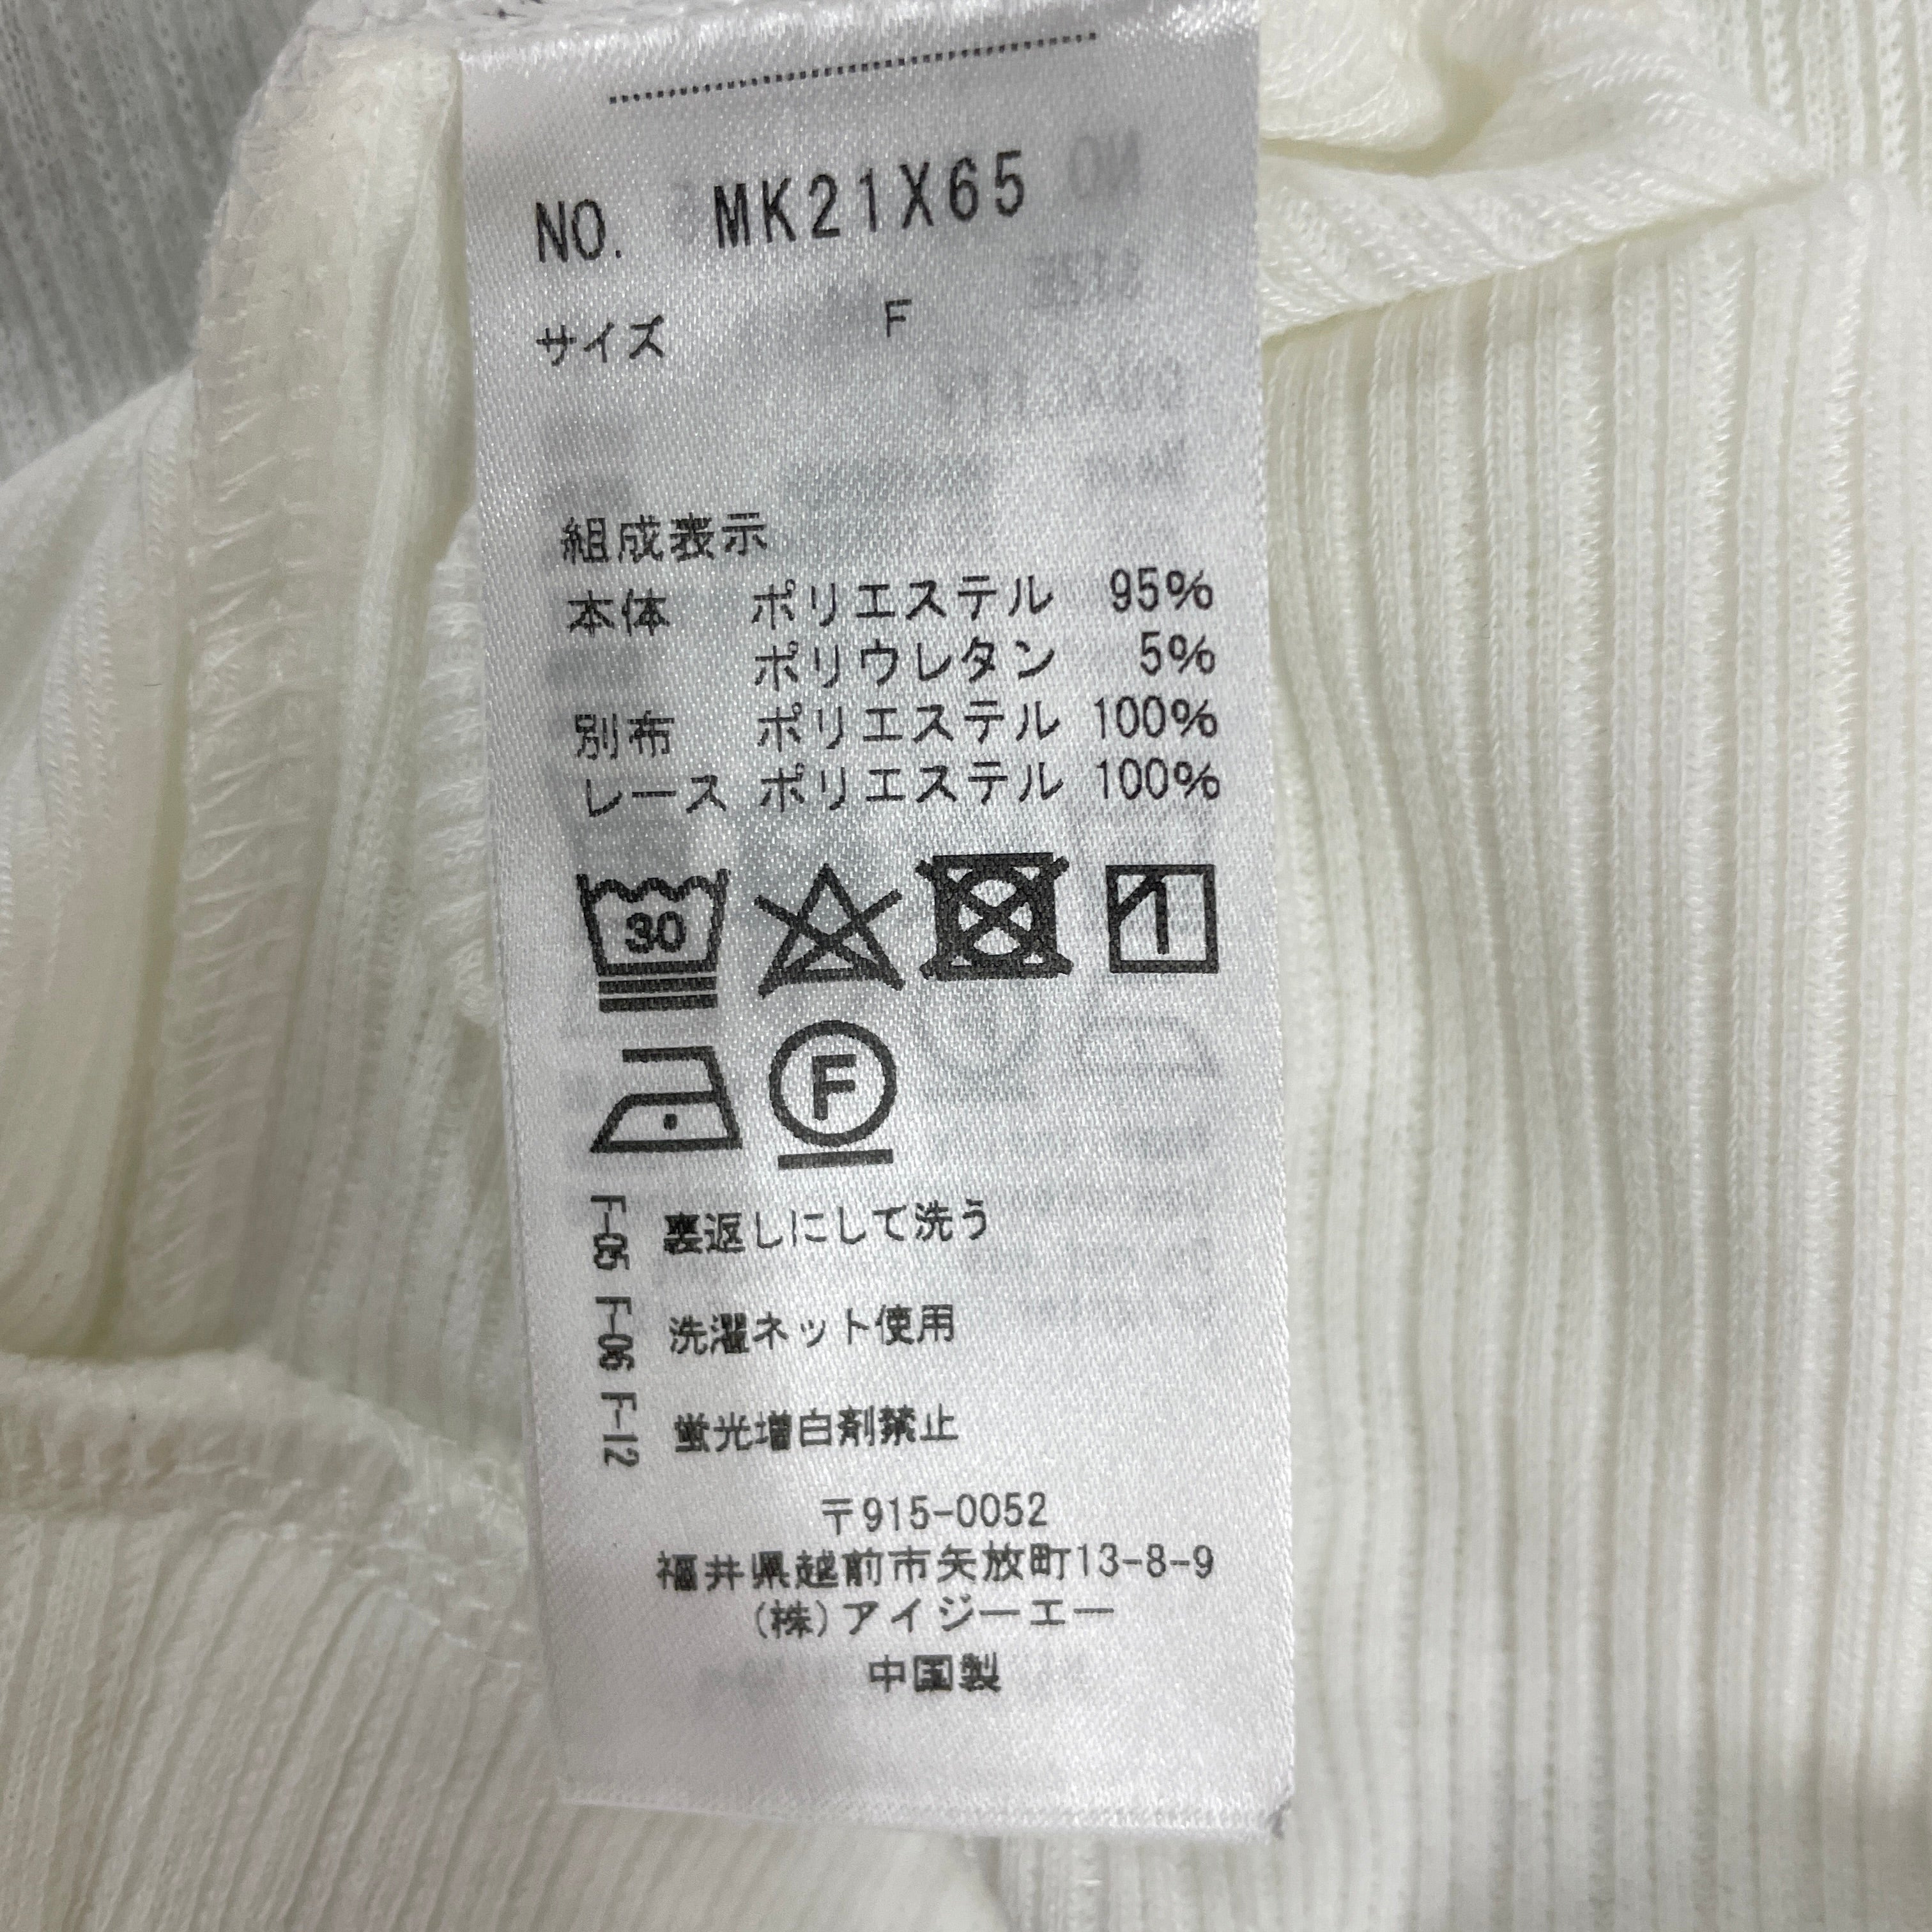 NO. MK21X65
サイズ F
組成表示
本体 ポリエステル 95%
ポリウレタン 5%
別布 ポリエステル 100%
レース ポリエステル 100%
30
F
F-05 裏返しにして洗う
F-06 洗濯ネット使用
F-12 蛍光増白剤禁止
〒915-0052
福井県越前市矢放町13-8-9
(株)アイジーエー
中国製